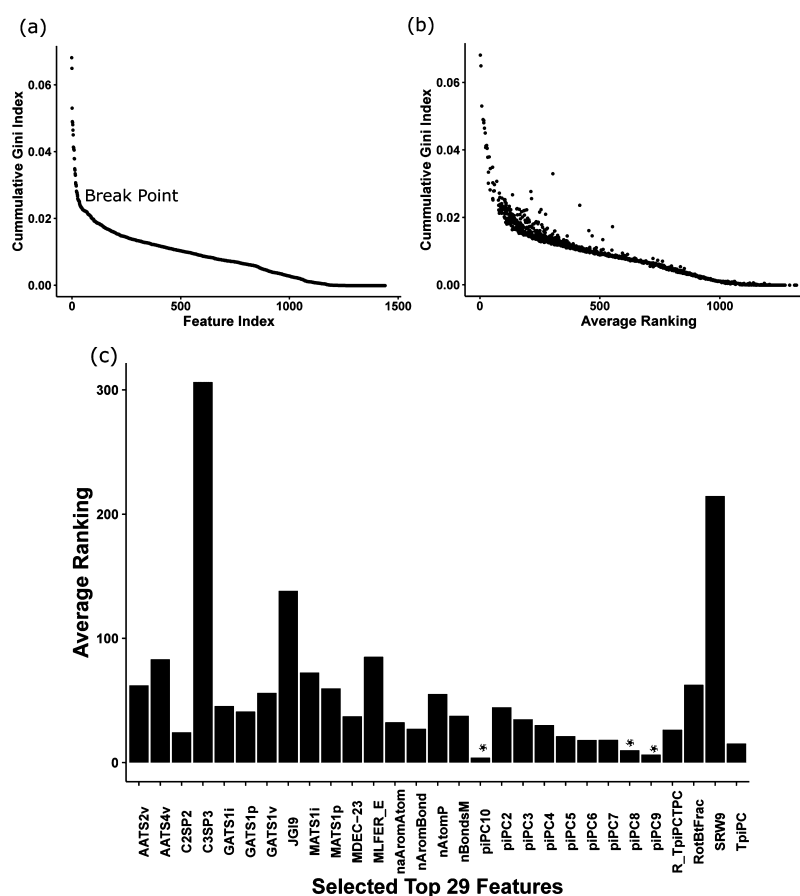 (a)
Cummulative Gini Index
0.06
0.04
0.02
0.00
Break Point
0
500
1000
1500
Feature Index
(b)
Cummulative Gini Index
0.06
0.04
0.02
0.00
0
500
1000
Average Ranking
(c)
Average Ranking
300
200
100
0
*
*
*
AATS2v
AATS4v
C2SP2
C3SP3
GATS1i
GATS1p
GATS1v
JGI9
MATS1i
MATS1p
MDEC-23
MLFER_E
naAromAtom
nAromBond
nAtomP
nBondsM
piPC10
piPC2
piPC3
piPC4
piPC5
piPC6
piPC7
piPC8
piPC9
R_TpiPCTPC
RotBtFrac
SRW9
TpiPC
Selected Top 29 Features